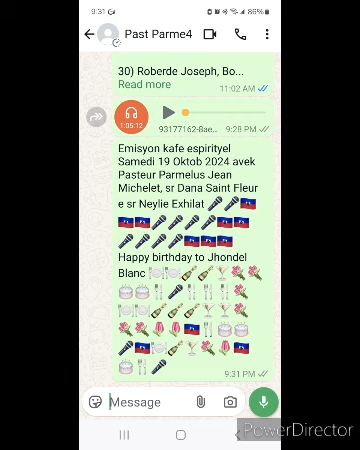 9:31
86%
Past Parme4
30) Roberde Joseph, Bo...
Read more
11:02 AM
1:05:12
93177162-8ae...
9:28 PM
Emisyon kafe espirityel
Samedi 19 Oktob 2024 avek
Pasteur Parmelus Jean
Michelet, sr Dana Saint Fleur
e sr Neylie Exhilat
Happy birthday to Jhondel
Blanc
9:31 PM
Message
PowerDirector